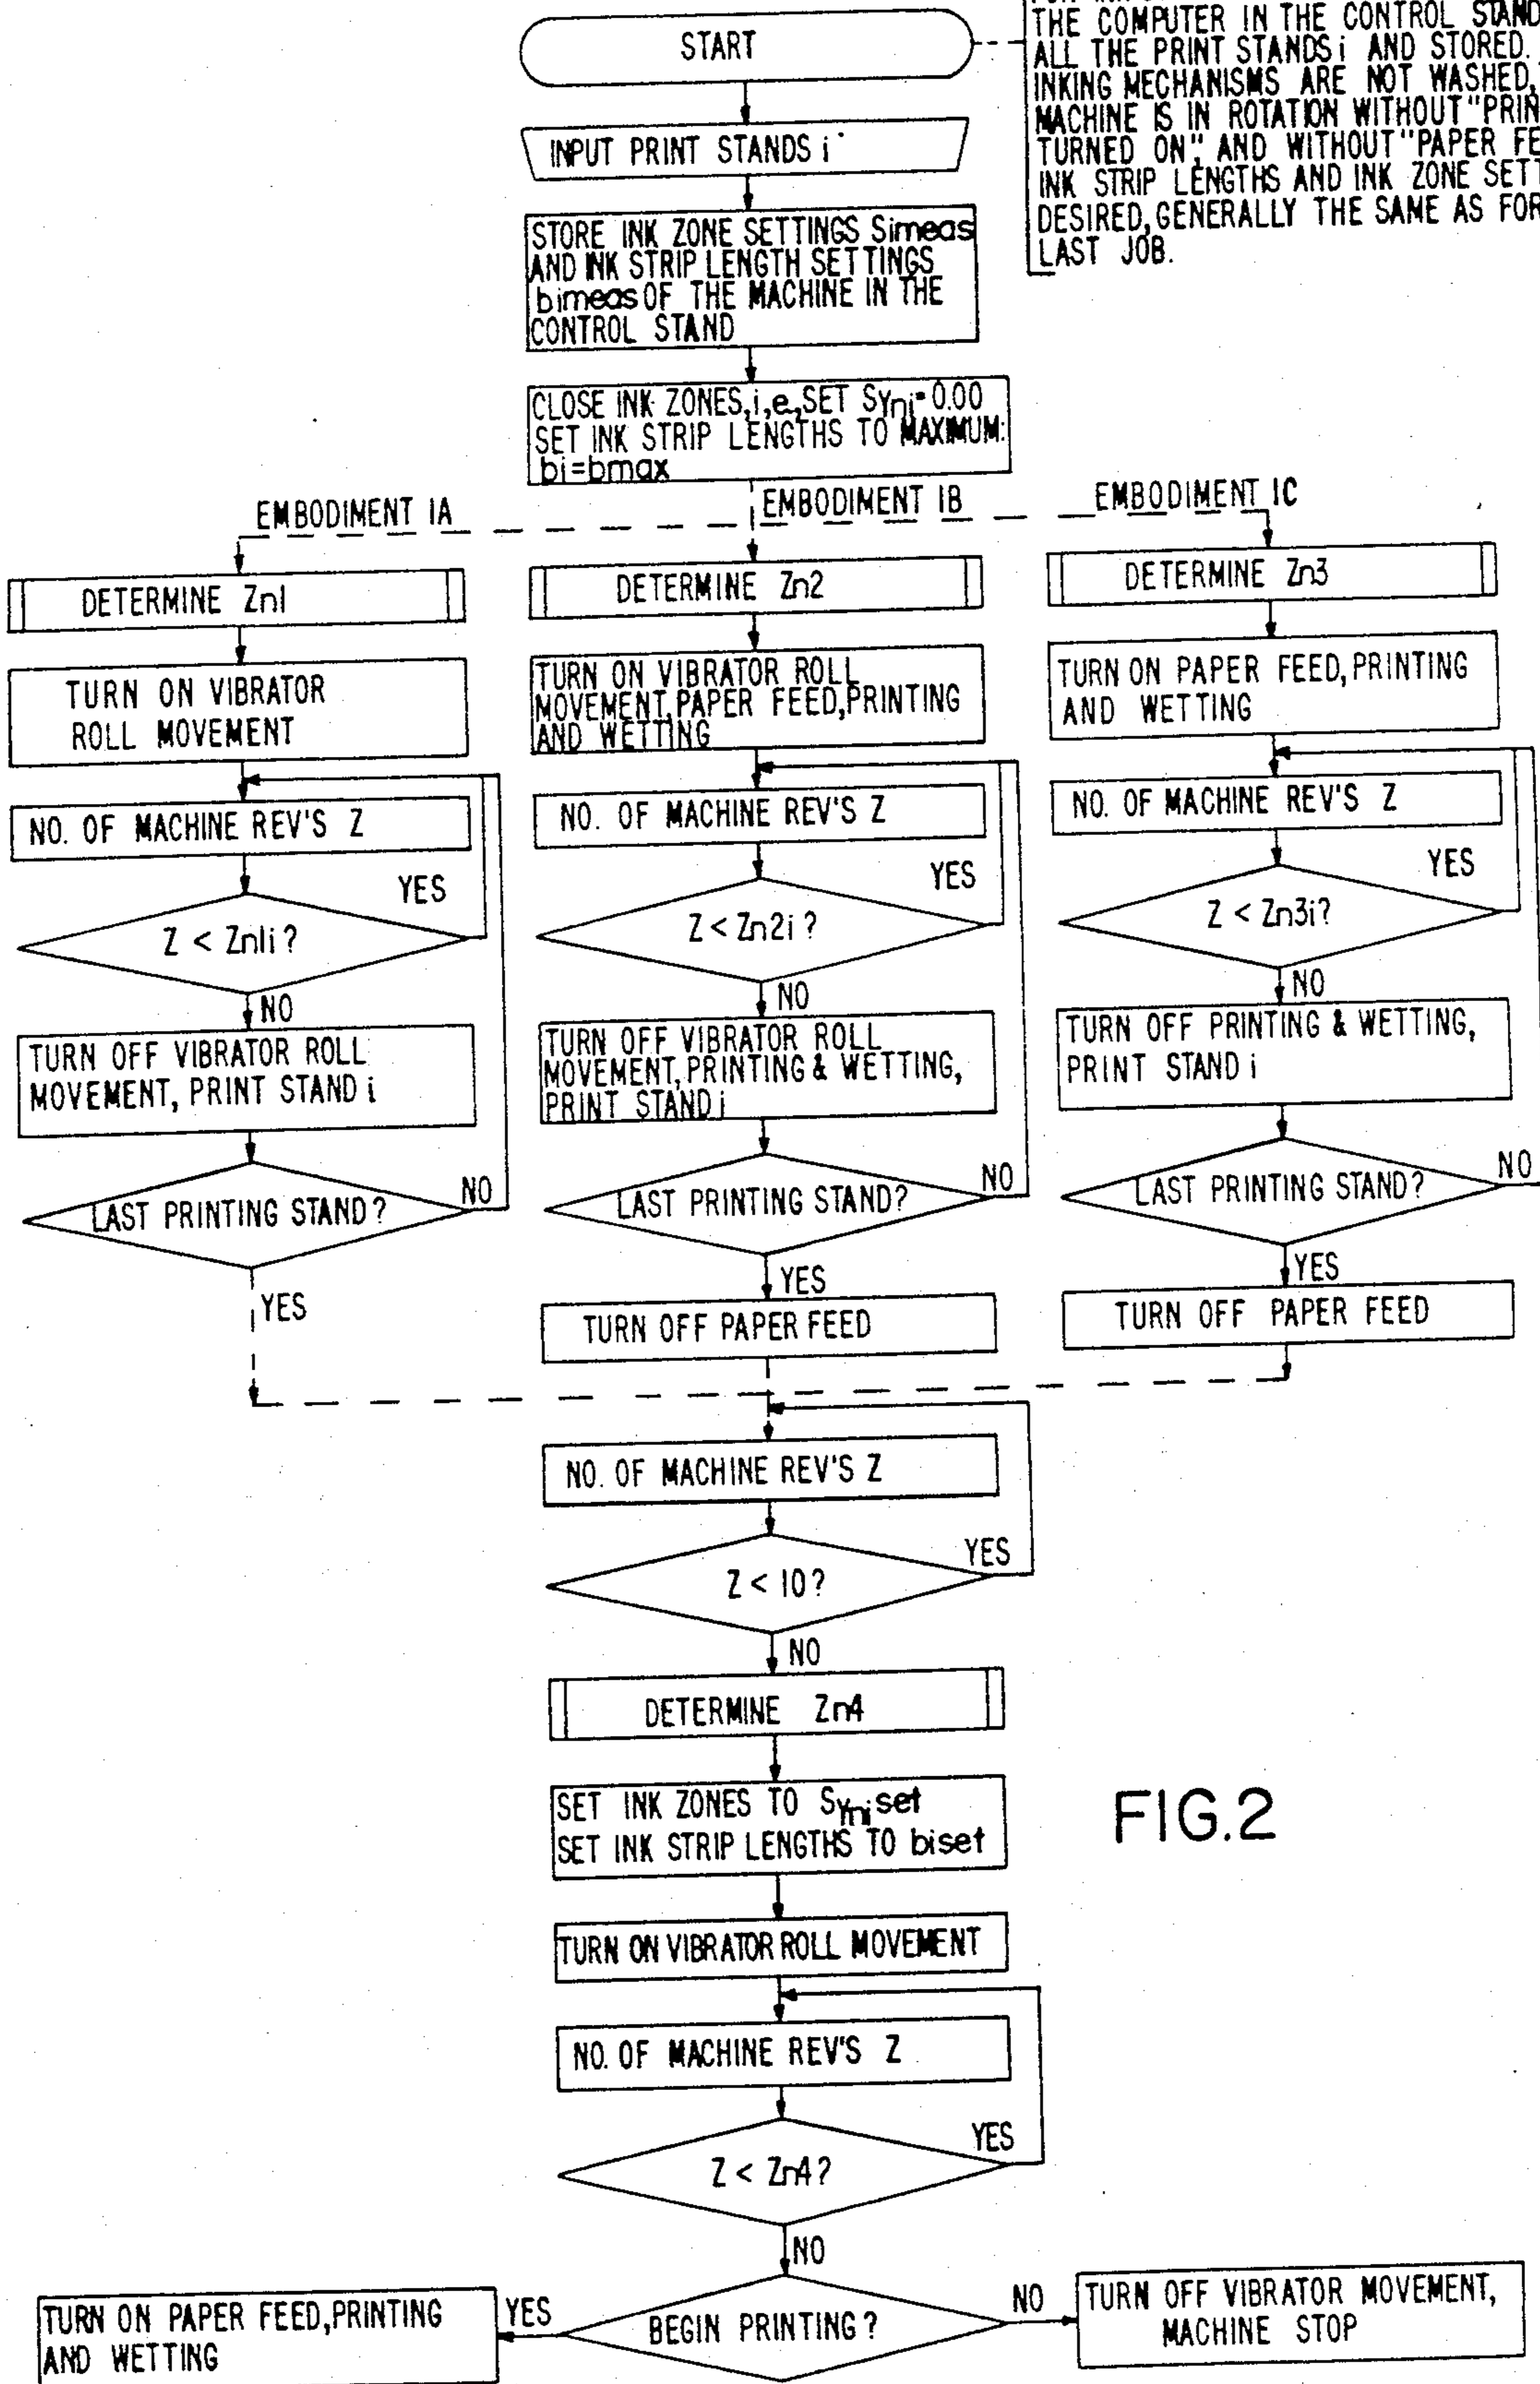 START
THE COMPUTER IN THE CONTROL STAND
ALL THE PRINT STANDS i AND STORED.
INKING MECHANISMS ARE NOT WASHED,
MACHINE IS IN ROTATION WITHOUT "PRIN
TURNED ON", AND WITHOUT "PAPER FE
INK STRIP LENGTHS AND INK ZONE SETT
DESIRED, GENERALLY THE SAME AS FOR
LAST JOB.
INPUT PRINT STANDS i
STORE INK ZONE SETTINGS Simeas
AND INK STRIP LENGTH SETTINGS
bimeas OF THE MACHINE IN THE
CONTROL STAND
CLOSE INK ZONES, i,e, SET Syni=0.00
SET INK STRIP LENGTHS TO MAXIMUM:
bi=bmax
EMBODIMENT 1A
EMBODIMENT 1B
EMBODIMENT 1C
DETERMINE Zn1
TURN ON VIBRATOR
ROLL MOVEMENT
NO. OF MACHINE REV'S Z
YES
Z < Zn1i?
NO
TURN OFF VIBRATOR ROLL
MOVEMENT, PRINT STAND i
LAST PRINTING STAND?
NO
YES
DETERMINE Zn2
TURN ON VIBRATOR ROLL
MOVEMENT, PAPER FEED, PRINTING
AND WETTING
NO. OF MACHINE REV'S Z
YES
Z < Zn2i?
NO
TURN OFF VIBRATOR ROLL
MOVEMENT, PRINTING & WETTING,
PRINT STAND i
LAST PRINTING STAND?
NO
YES
TURN OFF PAPER FEED
DETERMINE Zn3
TURN ON PAPER FEED, PRINTING
AND WETTING
NO. OF MACHINE REV'S Z
YES
Z < Zn3i?
NO
TURN OFF PRINTING & WETTING,
PRINT STAND i
LAST PRINTING STAND?
NO
YES
TURN OFF PAPER FEED
NO. OF MACHINE REV'S Z
YES
Z < 10?
NO
DETERMINE Zn4
SET INK ZONES TO Syni set
SET INK STRIP LENGTHS TO biset
FIG.2
TURN ON VIBRATOR ROLL MOVEMENT
NO. OF MACHINE REV'S Z
YES
Z < Zn4?
NO
BEGIN PRINTING?
YES
TURN ON PAPER FEED, PRINTING
AND WETTING
NO
TURN OFF VIBRATOR MOVEMENT,
MACHINE STOP